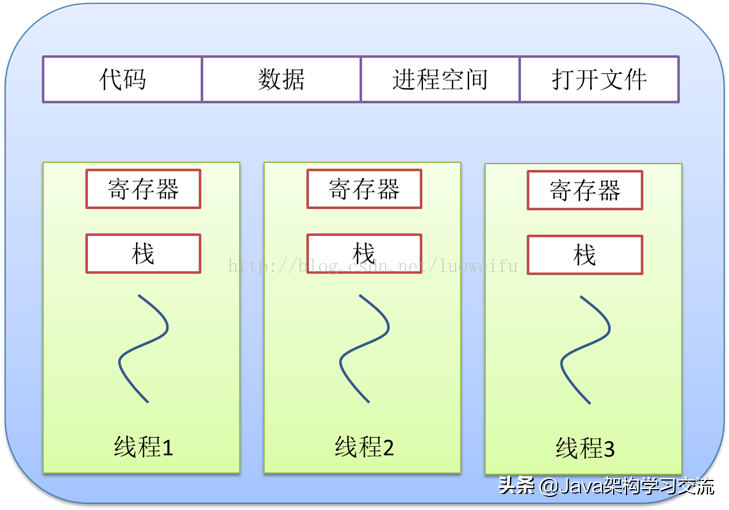 代码 数据 进程空间 打开文件
寄存器 寄存器 寄存器
栈 栈 栈
http://blog.csdn.net/luoweifu
线程1 线程2 线程3
头条 @Java架构学习交流